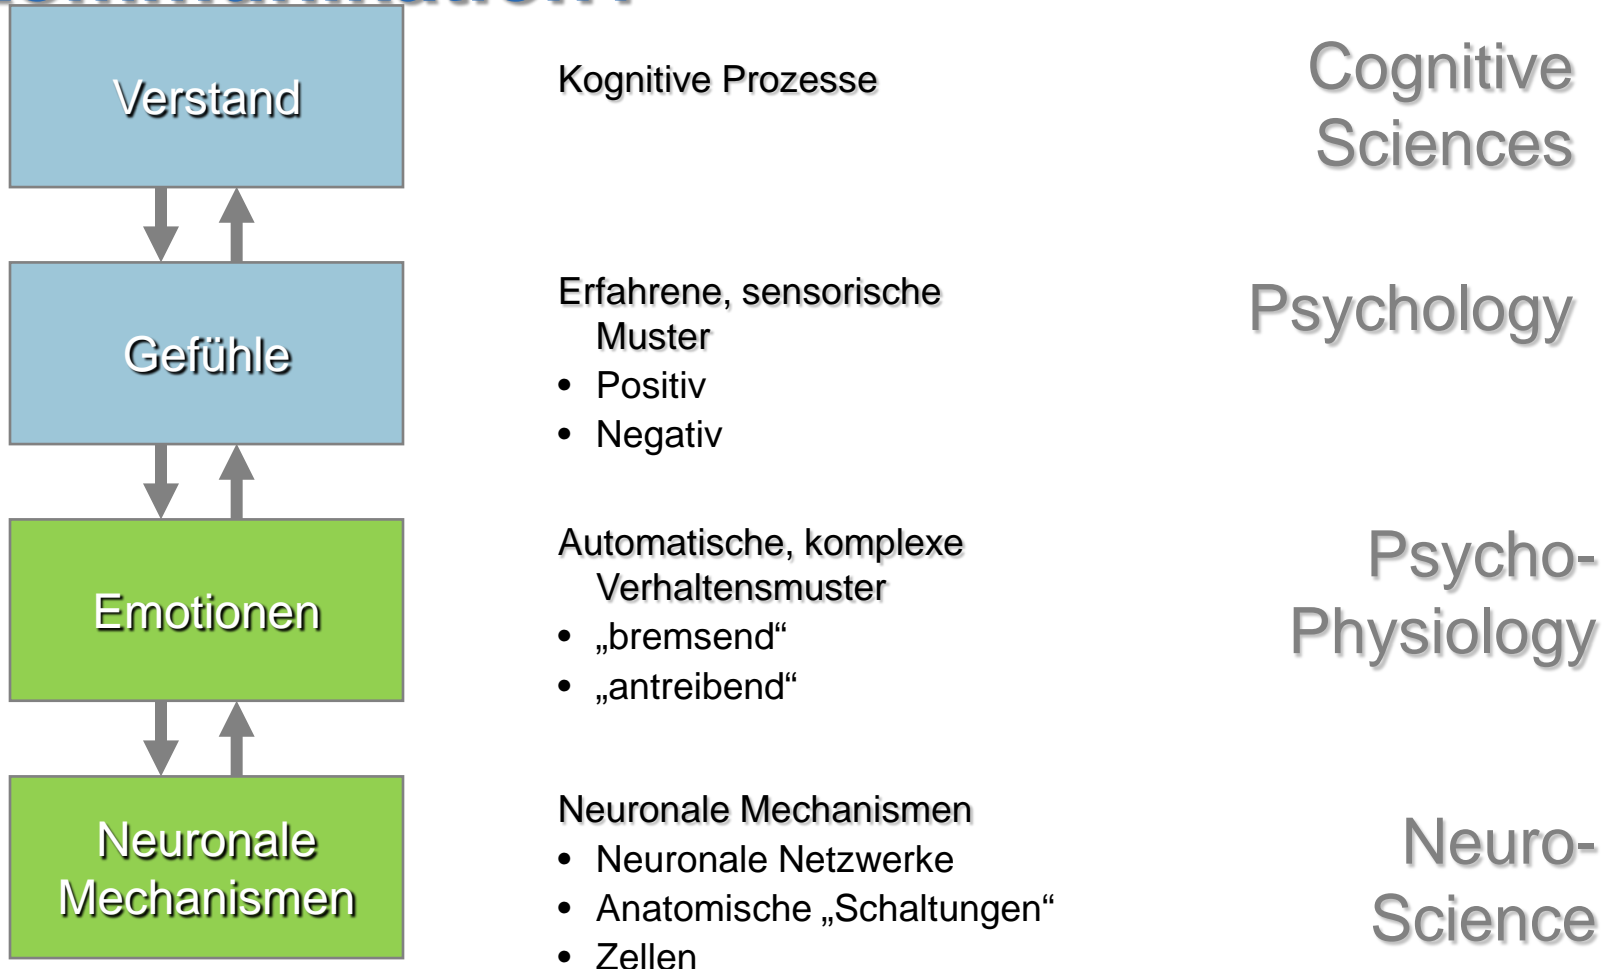 Verstand
Kognitive Prozesse
Cognitive
Sciences
Gefühle
Erfahrene, sensorische
Muster
• Positiv
• Negativ
Psychology
Emotionen
Automatische, komplexe
Verhaltensmuster
• „bremsend“
• „antreibend“
Psycho-
Physiology
Neuronale
Mechanismen
Neuronale Mechanismen
• Neuronale Netzwerke
• Anatomische „Schaltungen“
• Zellen
Neuro-
Science